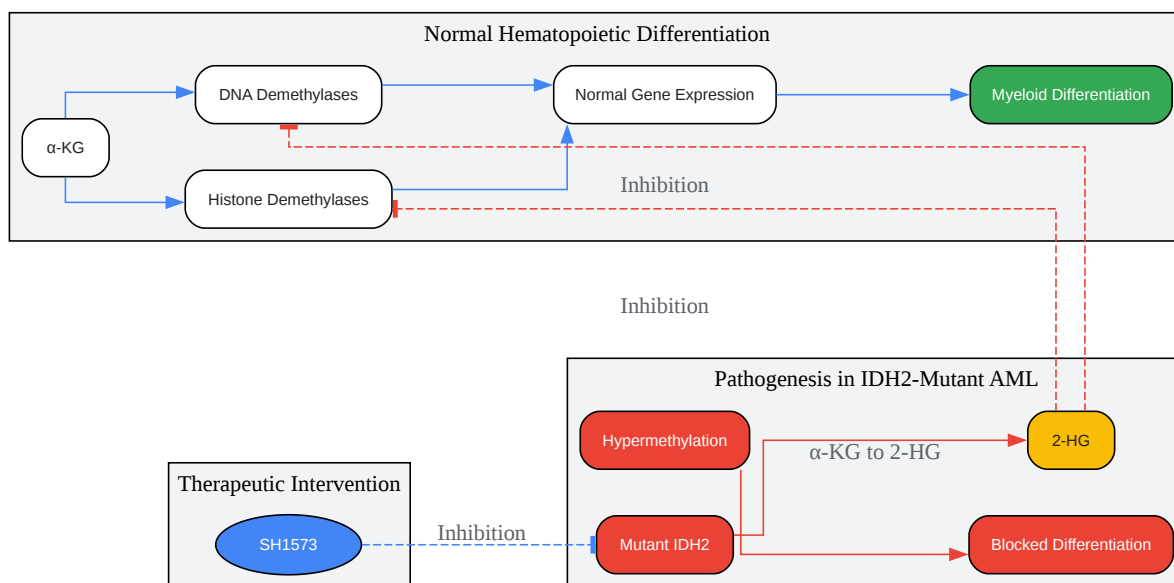 Normal Hematopoietic Differentiation
DNA Demethylases
Normal Gene Expression
Myeloid Differentiation
α-KG
Histone Demethylases
Inhibition
Inhibition
Pathogenesis in IDH2-Mutant AML
Hypermethylation
2-HG
α-KG to 2-HG
Therapeutic Intervention
SH1573
Inhibition
Mutant IDH2
Blocked Differentiation